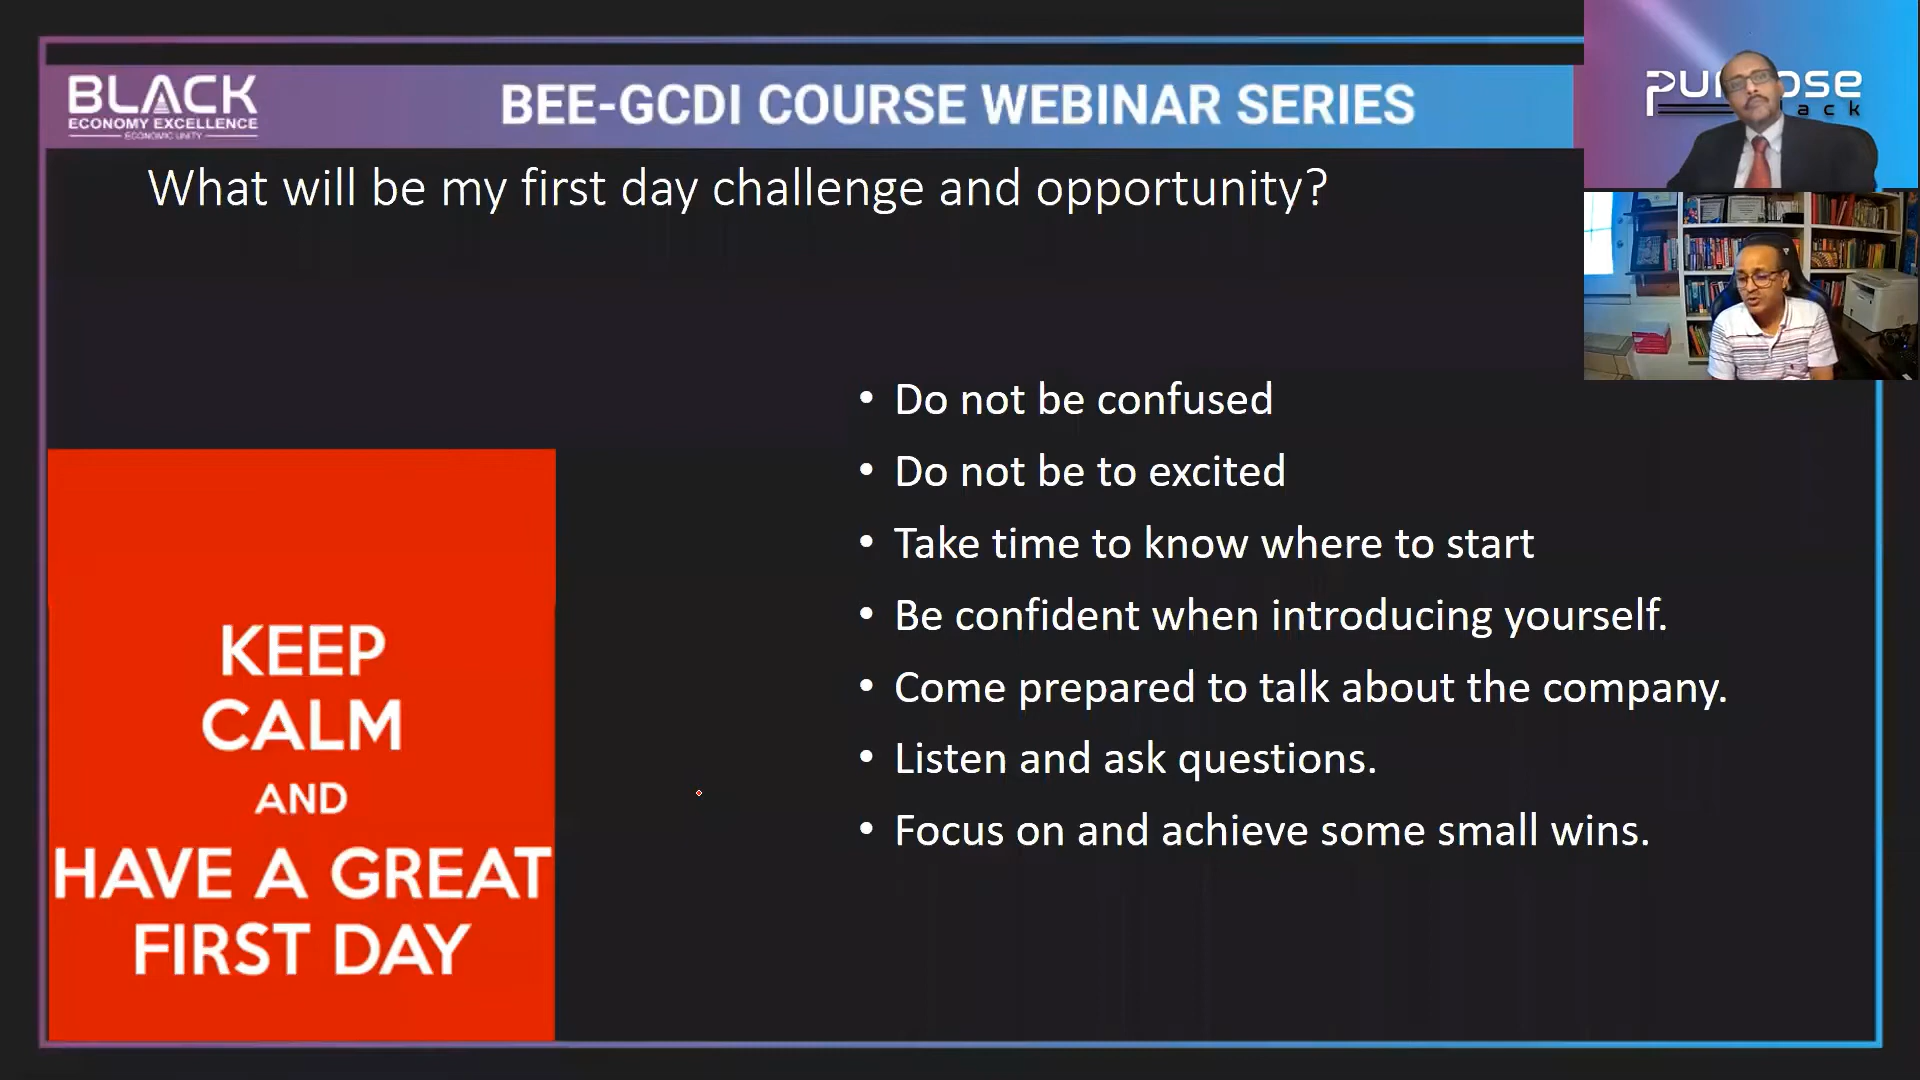 BLACK
ECONOMY EXCELLENCE
ECONOMIC UNITY
BEE-GCDI COURSE WEBINAR SERIES
What will be my first day challenge and opportunity?
• Do not be confused
• Do not be to excited
• Take time to know where to start
• Be confident when introducing yourself.
• Come prepared to talk about the company.
• Listen and ask questions.
• Focus on and achieve some small wins.
KEEP
CALM
AND
HAVE A GREAT
FIRST DAY